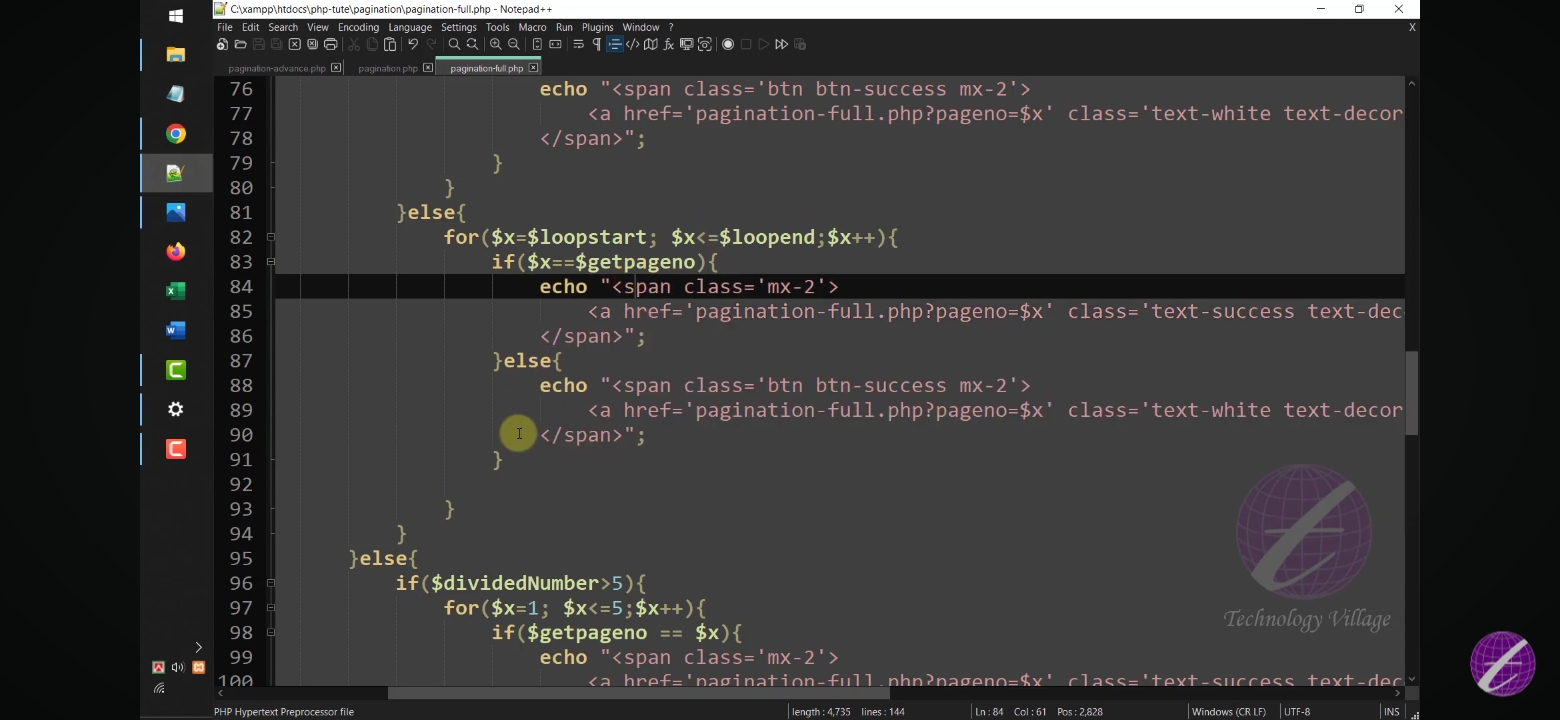 C:\xampp\htdocs\php-tute\pagination\pagination-full.php - Notepad++
File Edit Search View Encoding Language Settings Tools Macro Run Plugins Window ? X
pagination-advance.php pagination.php pagination-full.php
76 echo "<span class='btn btn-success mx-2'>
77 <a href='pagination-full.php?pageno=$x' class='text-white text-decor
78 </span>";
79 }
80 }
81 }else{
82 for($x=$loopstart; $x<=$loopend;$x++){
83 if($x==$getpageno){
84 echo "<span class='mx-2'>
85 <a href='pagination-full.php?pageno=$x' class='text-success text-dec
86 </span>";
87 }else{
88 echo "<span class='btn btn-success mx-2'>
89 <a href='pagination-full.php?pageno=$x' class='text-white text-decor
90 </span>";
91 }
92
93 }
94 }
95 }else{
96 if($dividedNumber>5){
97 for($x=1; $x<=5;$x++){
98 if($getpageno == $x){
99 echo "<span class='mx-2'>
100 <a href='pagination-full.php?pageno=$x' class='text-success text-dec
Technology Village
PHP Hypertext Preprocessor file length : 4,735 lines : 144 Ln : 84 Col : 61 Pos : 2,828 Windows (CR LF) UTF-8 INS